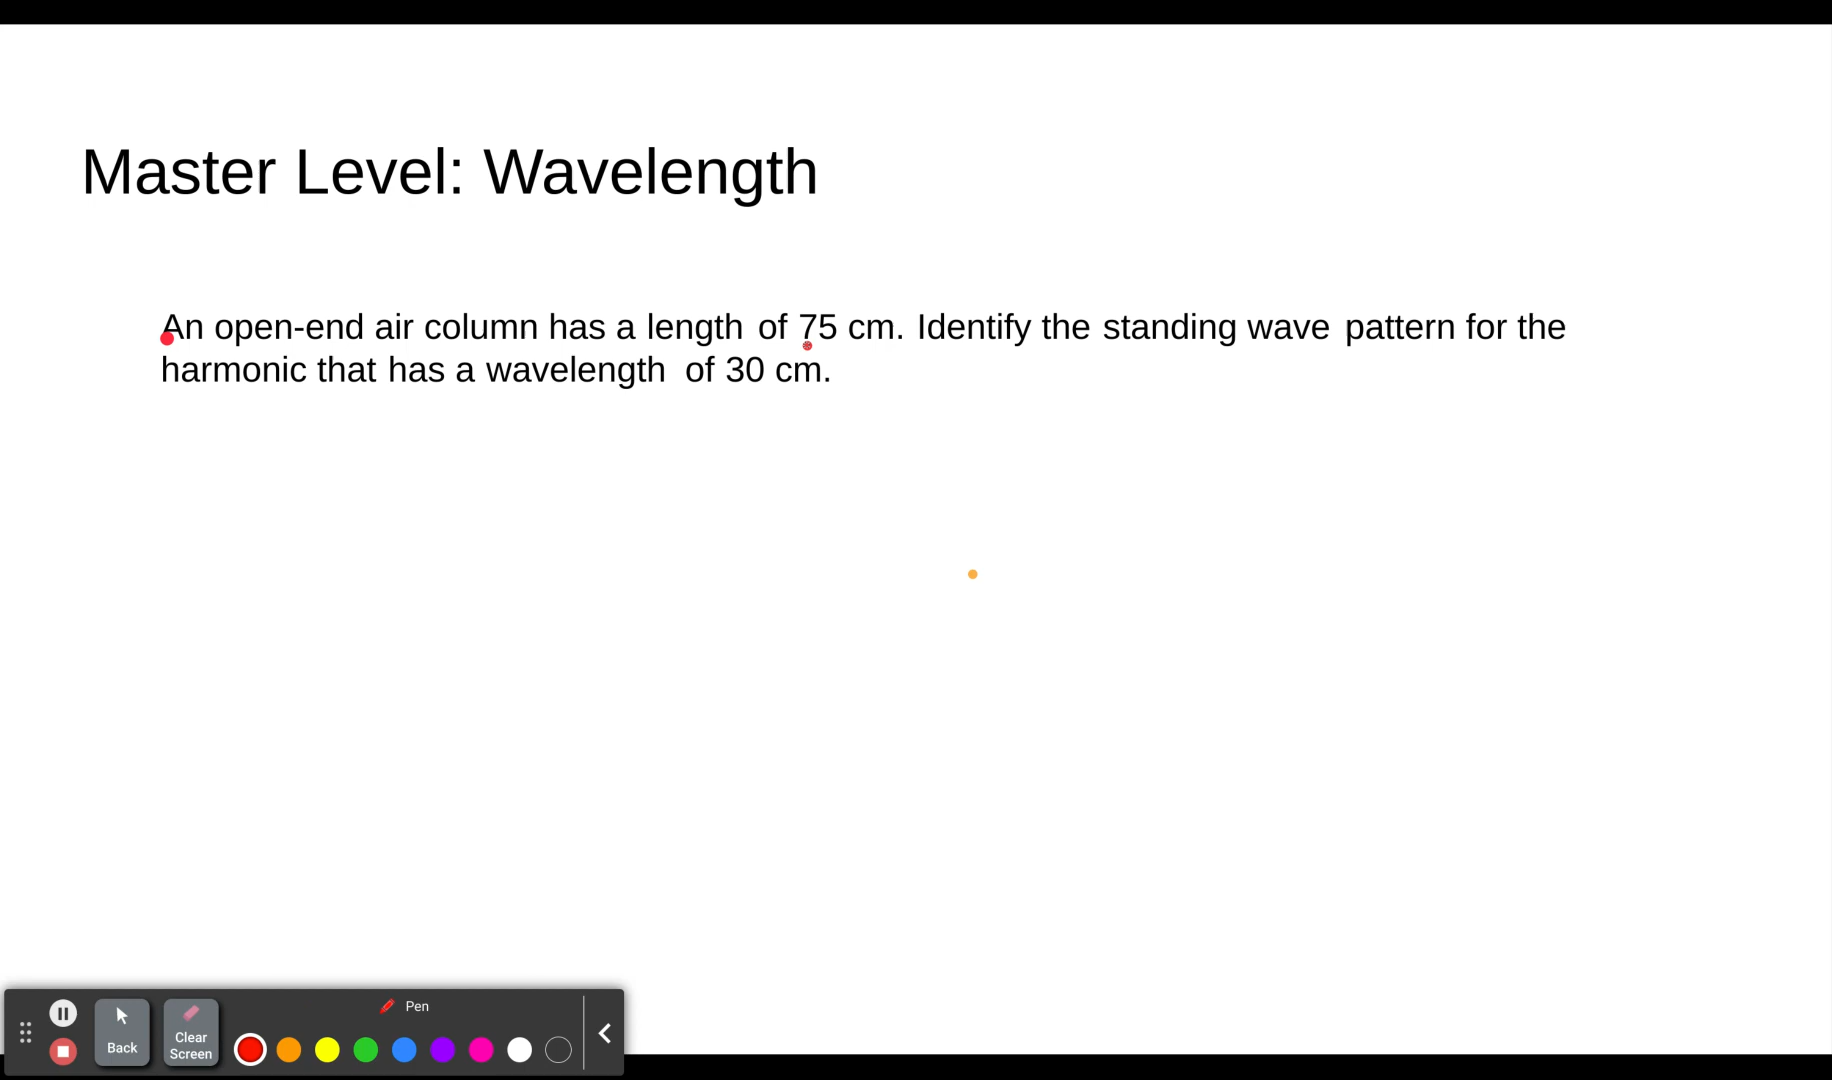 Master Level: Wavelength
An open-end air column has a length of 75 cm. Identify the standing wave pattern for the
harmonic that has a wavelength of 30 cm.
Pen
Back
Clear
Screen